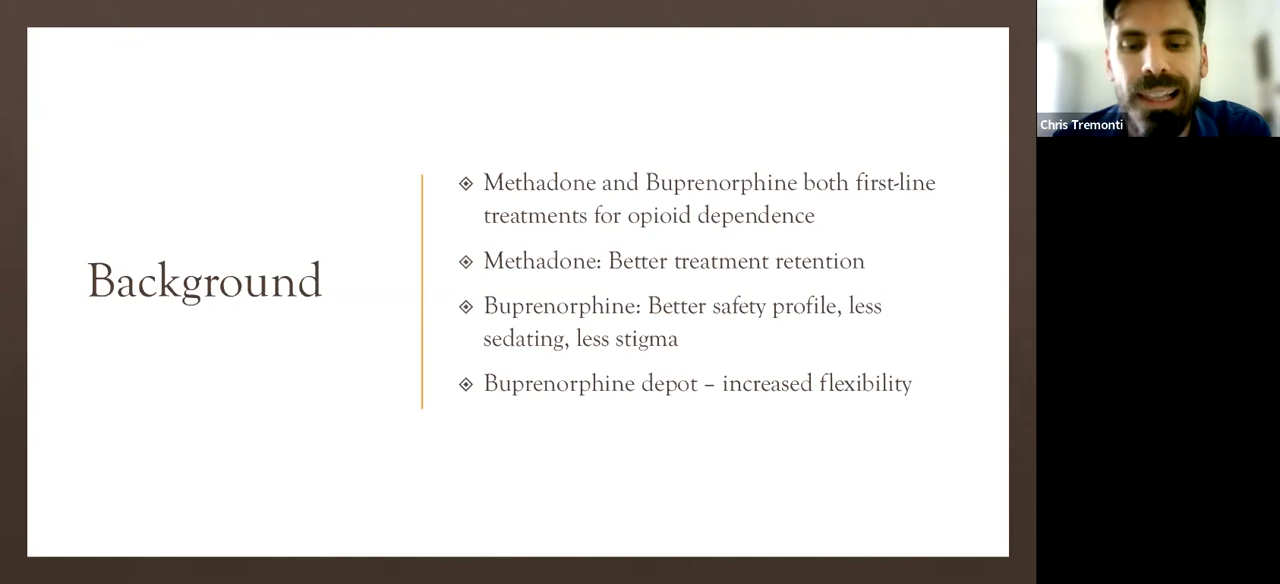 Background
Methadone and Buprenorphine both first-line
treatments for opioid dependence
Methadone: Better treatment retention
Buprenorphine: Better safety profile, less
sedating, less stigma
Buprenorphine depot – increased flexibility
Chris Tremonti